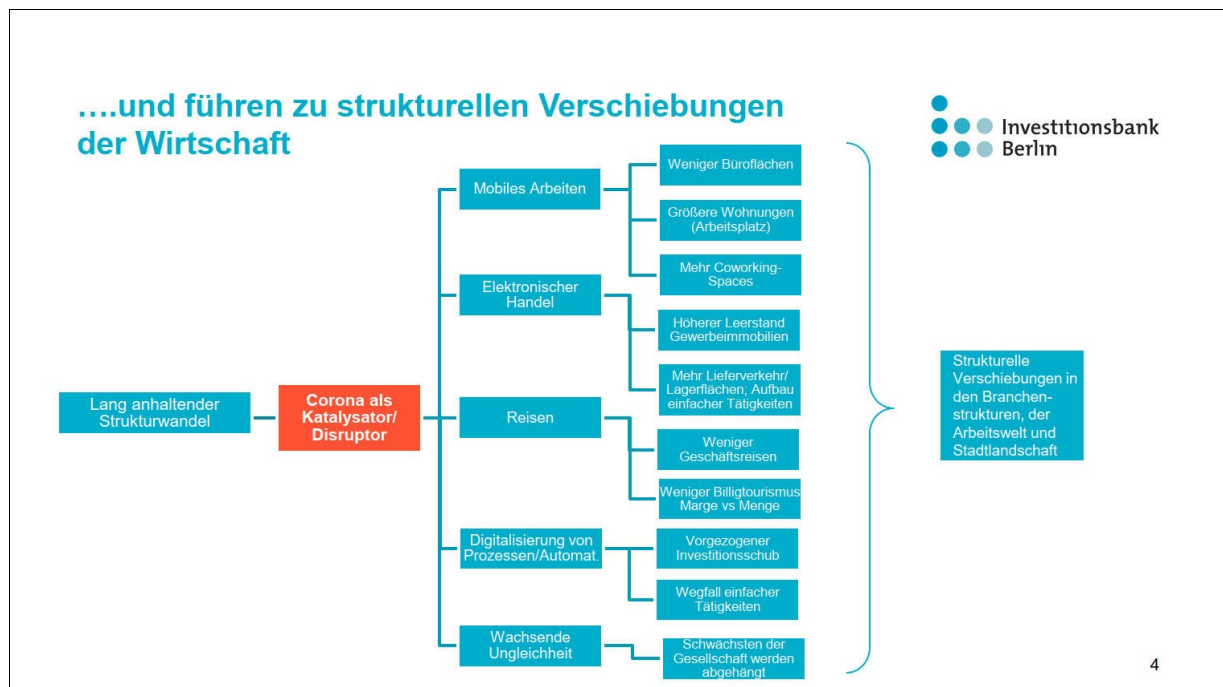 ….und führen zu strukturellen Verschiebungen
der Wirtschaft
Investitionsbank
Berlin
Lang anhaltender
Strukturwandel
Corona als
Katalysator/
Disruptor
Mobiles Arbeiten
Weniger Büroflächen
Größere Wohnungen
(Arbeitsplatz)
Mehr Coworking-
Spaces
Elektronischer
Handel
Höherer Leerstand
Gewerbeimmobilien
Mehr Lieferverkehr/
Lagerflächen; Aufbau
einfacher Tätigkeiten
Reisen
Weniger
Geschäftsreisen
Weniger Billigtourismus
Marge vs Menge
Digitalisierung von
Prozessen/Automat.
Vorgezogener
Investitionsschub
Wegfall einfacher
Tätigkeiten
Wachsende
Ungleichheit
Schwächsten der
Gesellschaft werden
abgehängt
Strukturelle
Verschiebungen in
den Branchen-
strukturen, der
Arbeitswelt und
Stadtlandschaft
4